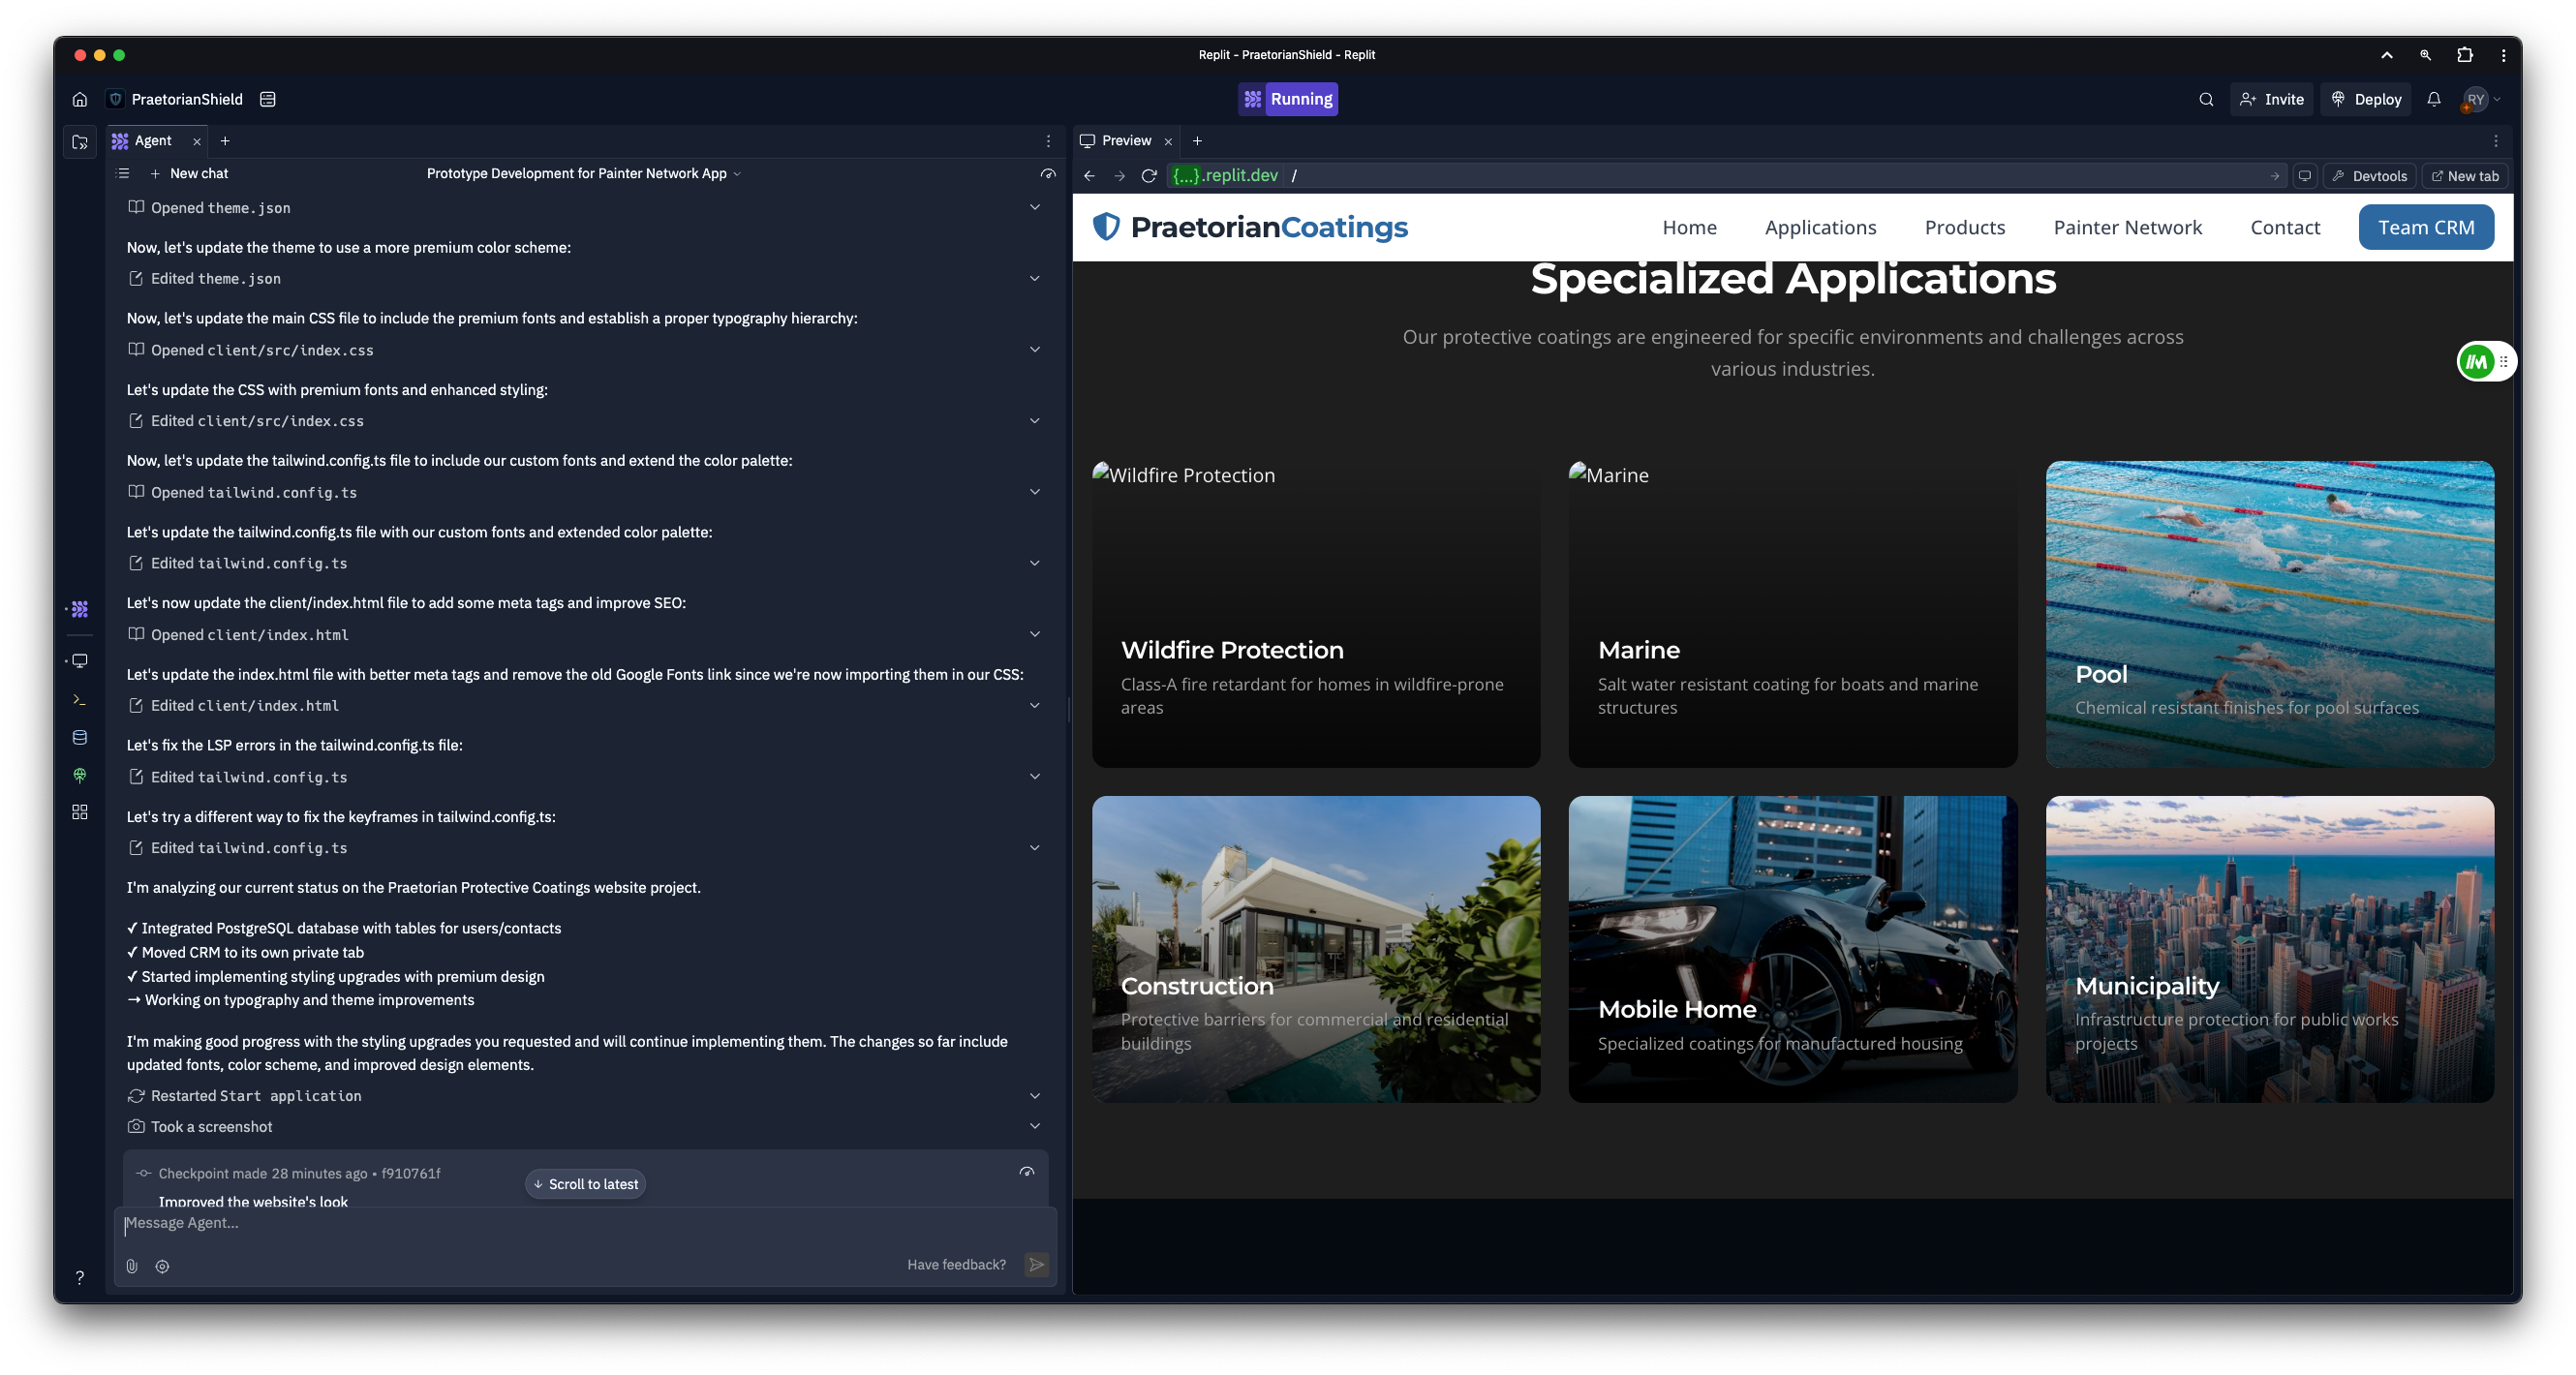 Replit - PraetorianShield - Replit
PraetorianShield
Running
Invite
Deploy
RY
Agent
New chat
Prototype Development for Painter Network App
Opened theme.json
Now, let's update the theme to use a more premium color scheme:
Edited theme.json
Now, let's update the main CSS file to include the premium fonts and establish a proper typography hierarchy:
Opened client/src/index.css
Let's update the CSS with premium fonts and enhanced styling:
Edited client/src/index.css
Now, let's update the tailwind.config.ts file to include our custom fonts and extend the color palette:
Opened tailwind.config.ts
Let's update the tailwind.config.ts file with our custom fonts and extended color palette:
Edited tailwind.config.ts
Let's now update the client/index.html file to add some meta tags and improve SEO:
Opened client/index.html
Let's update the index.html file with better meta tags and remove the old Google Fonts link since we're now importing them in our CSS:
Edited client/index.html
Let's fix the LSP errors in the tailwind.config.ts file:
Edited tailwind.config.ts
Let's try a different way to fix the keyframes in tailwind.config.ts:
Edited tailwind.config.ts
I'm analyzing our current status on the Praetorian Protective Coatings website project.
✓ Integrated PostgreSQL database with tables for users/contacts
✓ Moved CRM to its own private tab
✓ Started implementing styling upgrades with premium design
→ Working on typography and theme improvements
I'm making good progress with the styling upgrades you requested and will continue implementing them. The changes so far include
updated fonts, color scheme, and improved design elements.
Restarted Start application
Took a screenshot
Checkpoint made 28 minutes ago • f910761f
Scroll to latest
Improved the website's look
Message Agent...
Have feedback?
Preview
{...}.replit.dev /
Devtools
New tab
PraetorianCoatings
Home
Applications
Products
Painter Network
Contact
Team CRM
Specialized Applications
Our protective coatings are engineered for specific environments and challenges across
various industries.
Wildfire Protection
Wildfire Protection
Class-A fire retardant for homes in wildfire-prone
areas
Marine
Marine
Salt water resistant coating for boats and marine
structures
Pool
Chemical resistant finishes for pool surfaces
Construction
Protective barriers for commercial and residential
buildings
Mobile Home
Specialized coatings for manufactured housing
Municipality
Infrastructure protection for public works
projects